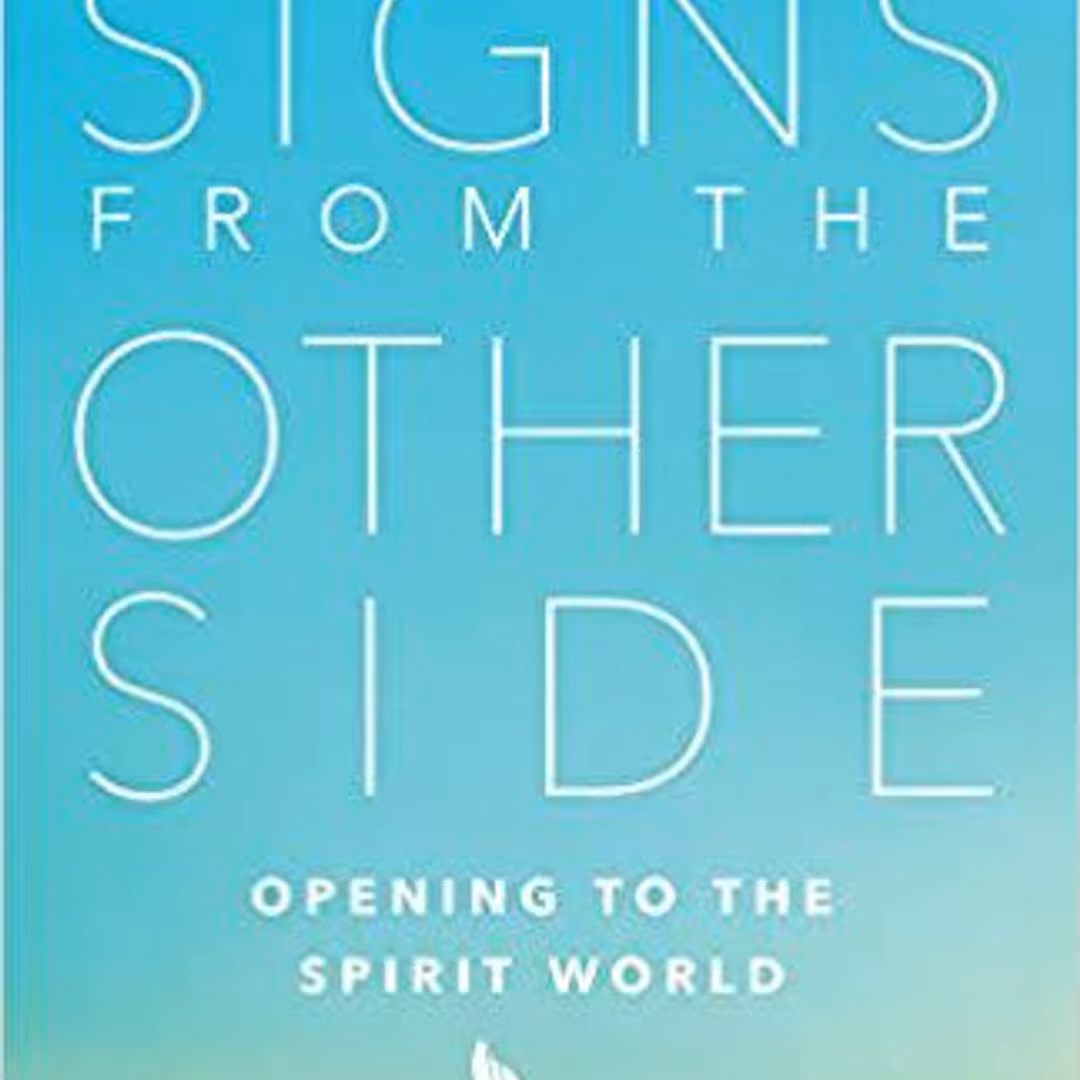 SIGNS
FROM THE
OTHER
SIDE
OPENING TO THE
SPIRIT WORLD